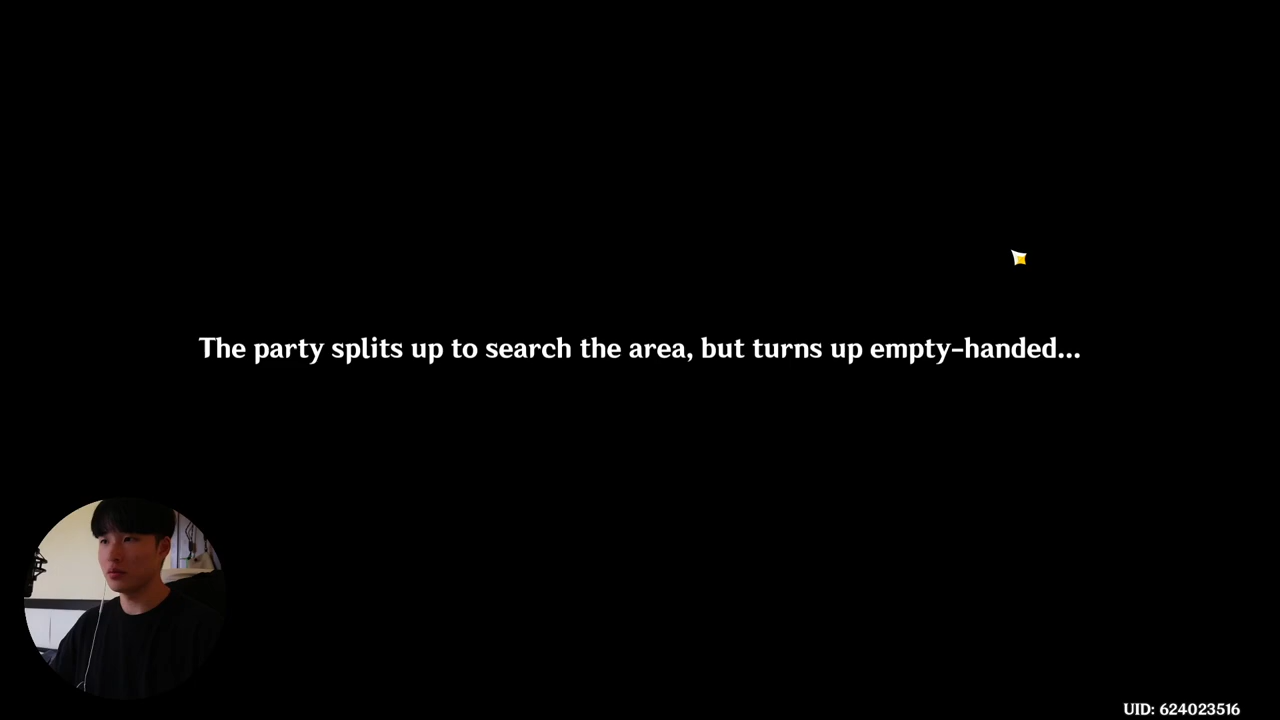 The party splits up to search the area, but turns up empty-handed...
UID: 624023516